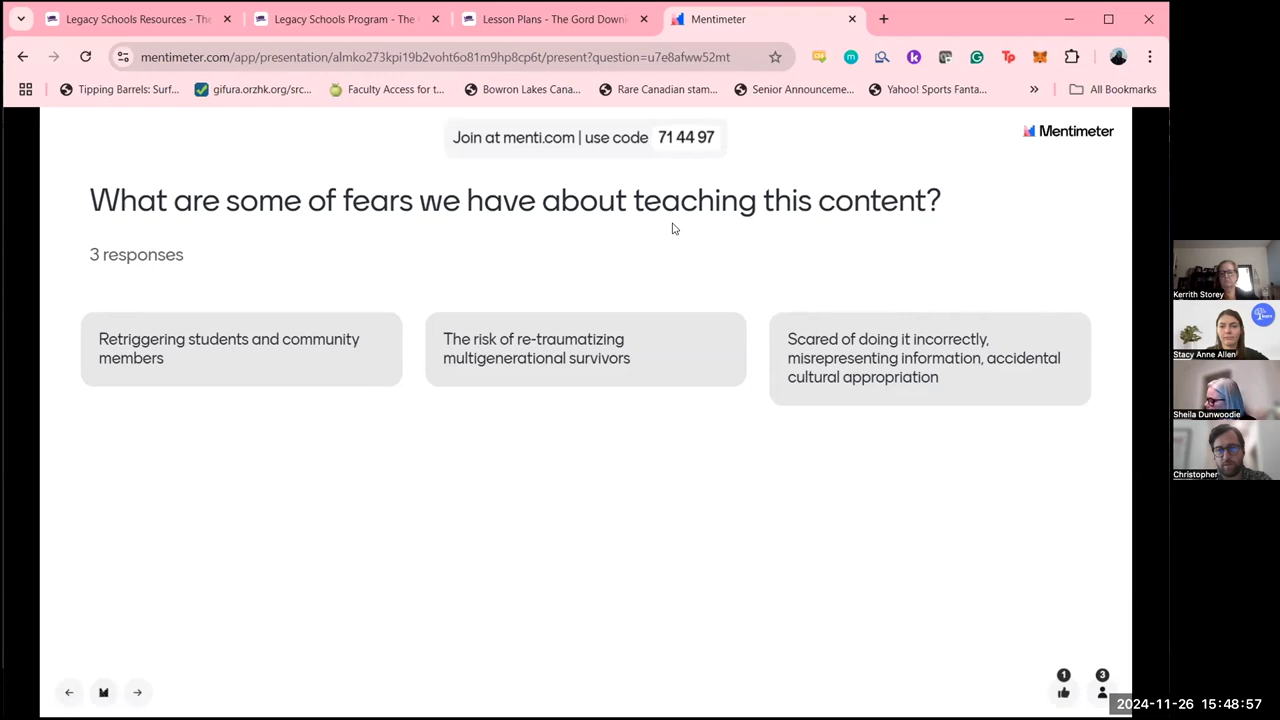 Legacy Schools Resources - The
Legacy Schools Program - The
Lesson Plans - The Gord Downi
Mentimeter
mentimeter.com/app/presentation/almko273kpi19b2voht6o81m9hp8cp6t/present?question=u7e8afww52mt
Tipping Barrels: Surf...
gifura.orzhk.org/src...
Faculty Access for t...
Bowron Lakes Cana...
Rare Canadian stam...
Senior Announceme...
Yahoo! Sports Fanta...
»
All Bookmarks
Join at menti.com | use code 71 44 97
Mentimeter
What are some of fears we have about teaching this content?
3 responses
Retriggering students and community
members
The risk of re-traumatizing
multigenerational survivors
Scared of doing it incorrectly,
misrepresenting information, accidental
cultural appropriation
Kerrith Storey
Stacy Anne Allen
Sheila Dunwoodie
Christopher
1
3
2024-11-26 15:48:57